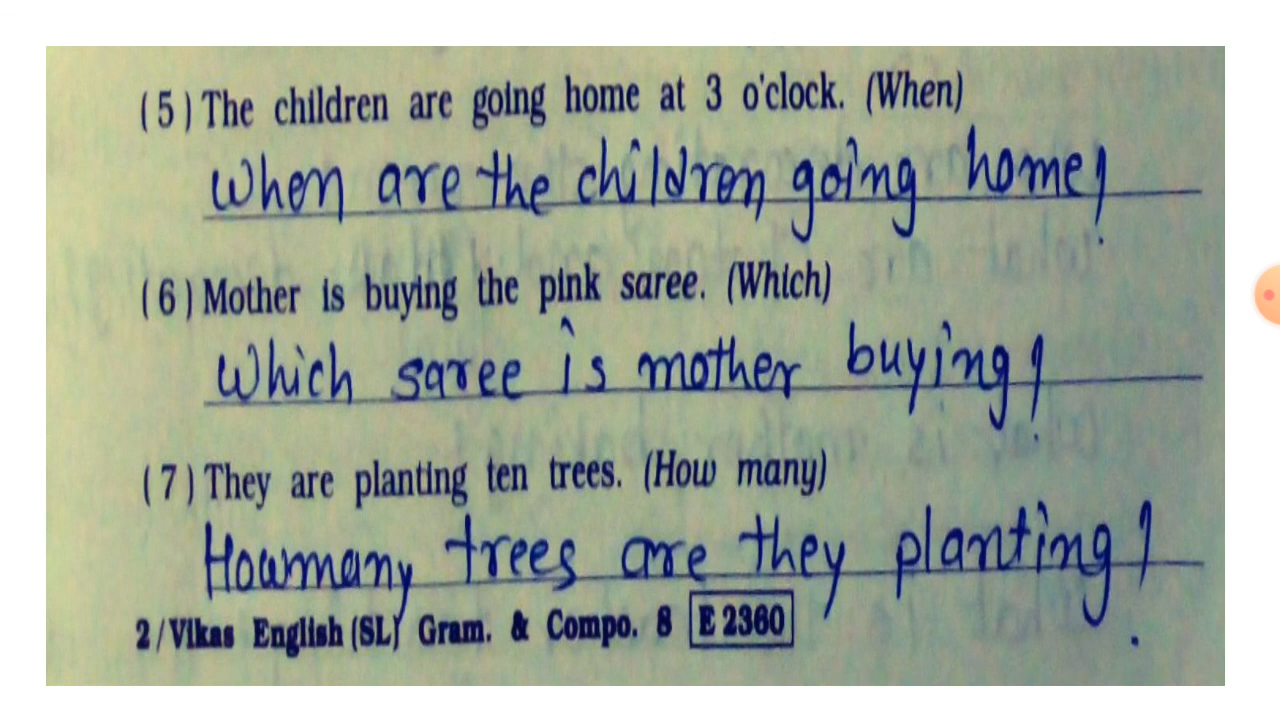 (5) The children are going home at 3 o'clock. (When)
When are the children going home?
(6) Mother is buying the pink saree. (Which)
Which saree is mother buying?
(7) They are planting ten trees. (How many)
Howmany trees are they planting?
2/Vikas English (SL) Gram. & Compo. 8 E 2360